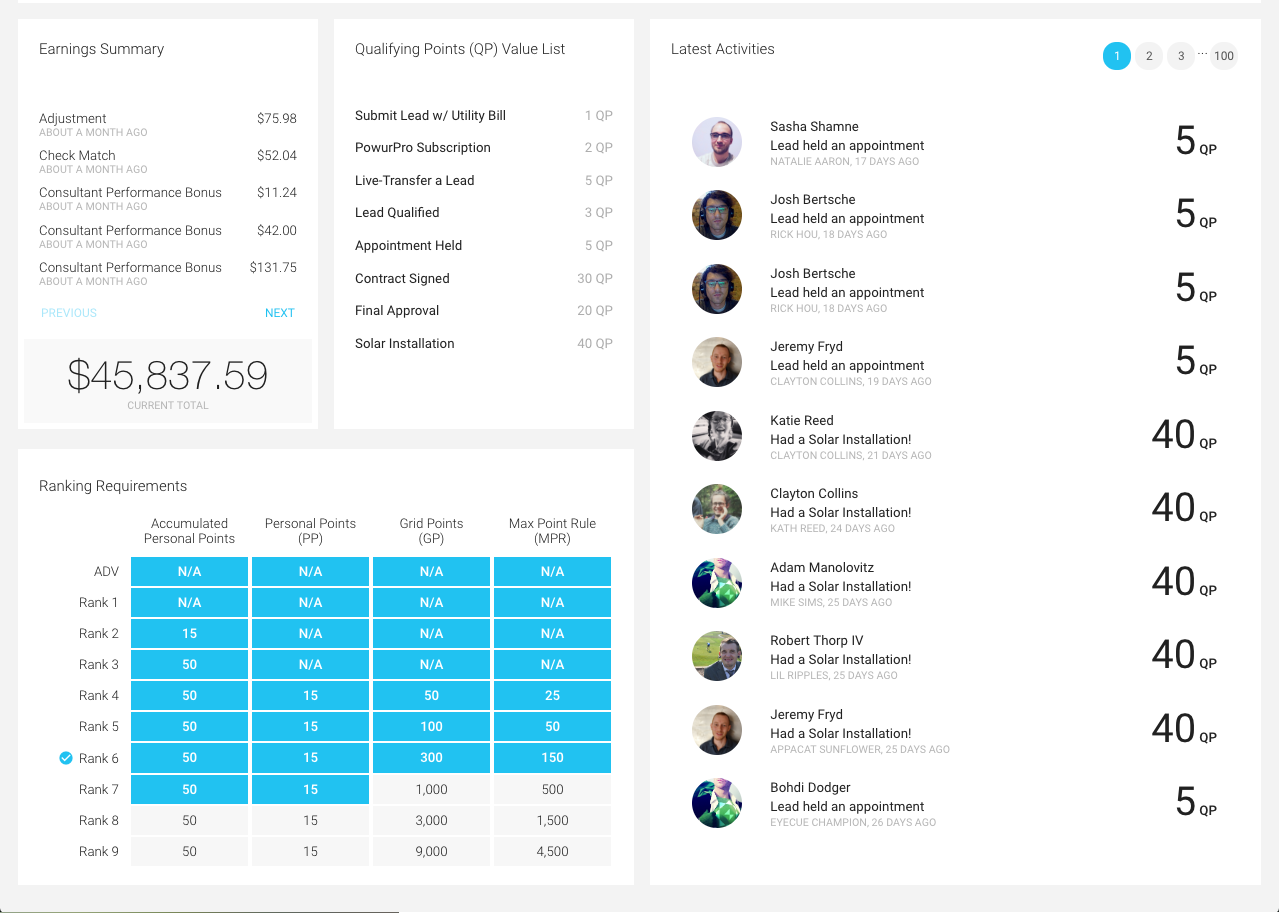 Earnings Summary
Adjustment $75.98
ABOUT A MONTH AGO
Check Match $52.04
ABOUT A MONTH AGO
Consultant Performance Bonus $11.24
ABOUT A MONTH AGO
Consultant Performance Bonus $42.00
ABOUT A MONTH AGO
Consultant Performance Bonus $131.75
ABOUT A MONTH AGO
PREVIOUS NEXT
$45,837.59
CURRENT TOTAL
Qualifying Points (QP) Value List
Submit Lead w/ Utility Bill 1 QP
PowurPro Subscription 2 QP
Live-Transfer a Lead 5 QP
Lead Qualified 3 QP
Appointment Held 5 QP
Contract Signed 30 QP
Final Approval 20 QP
Solar Installation 40 QP
Ranking Requirements
Accumulated Personal Points Grid Points Max Point Rule
Personal Points (PP) (GP) (MPR)
ADV N/A N/A N/A N/A
Rank 1 N/A N/A N/A N/A
Rank 2 15 N/A N/A N/A
Rank 3 50 N/A N/A N/A
Rank 4 50 15 50 25
Rank 5 50 15 100 50
Rank 6 50 15 300 150
Rank 7 50 15 1,000 500
Rank 8 50 15 3,000 1,500
Rank 9 50 15 9,000 4,500
Latest Activities 1 2 3 ... 100
Sasha Shamne
Lead held an appointment 5 QP
NATALIE AARON, 17 DAYS AGO
Josh Bertsche
Lead held an appointment 5 QP
RICK HOU, 18 DAYS AGO
Josh Bertsche
Lead held an appointment 5 QP
RICK HOU, 18 DAYS AGO
Jeremy Fryd
Lead held an appointment 5 QP
CLAYTON COLLINS, 19 DAYS AGO
Katie Reed
Had a Solar Installation! 40 QP
CLAYTON COLLINS, 21 DAYS AGO
Clayton Collins
Had a Solar Installation! 40 QP
KATH REED, 24 DAYS AGO
Adam Manolovitz
Had a Solar Installation! 40 QP
MIKE SIMS, 25 DAYS AGO
Robert Thorp IV
Had a Solar Installation! 40 QP
LIL RIPPLES, 25 DAYS AGO
Jeremy Fryd
Had a Solar Installation! 40 QP
APPACAT SUNFLOWER, 25 DAYS AGO
Bohdi Dodger
Lead held an appointment 5 QP
EYECUE CHAMPION, 26 DAYS AGO